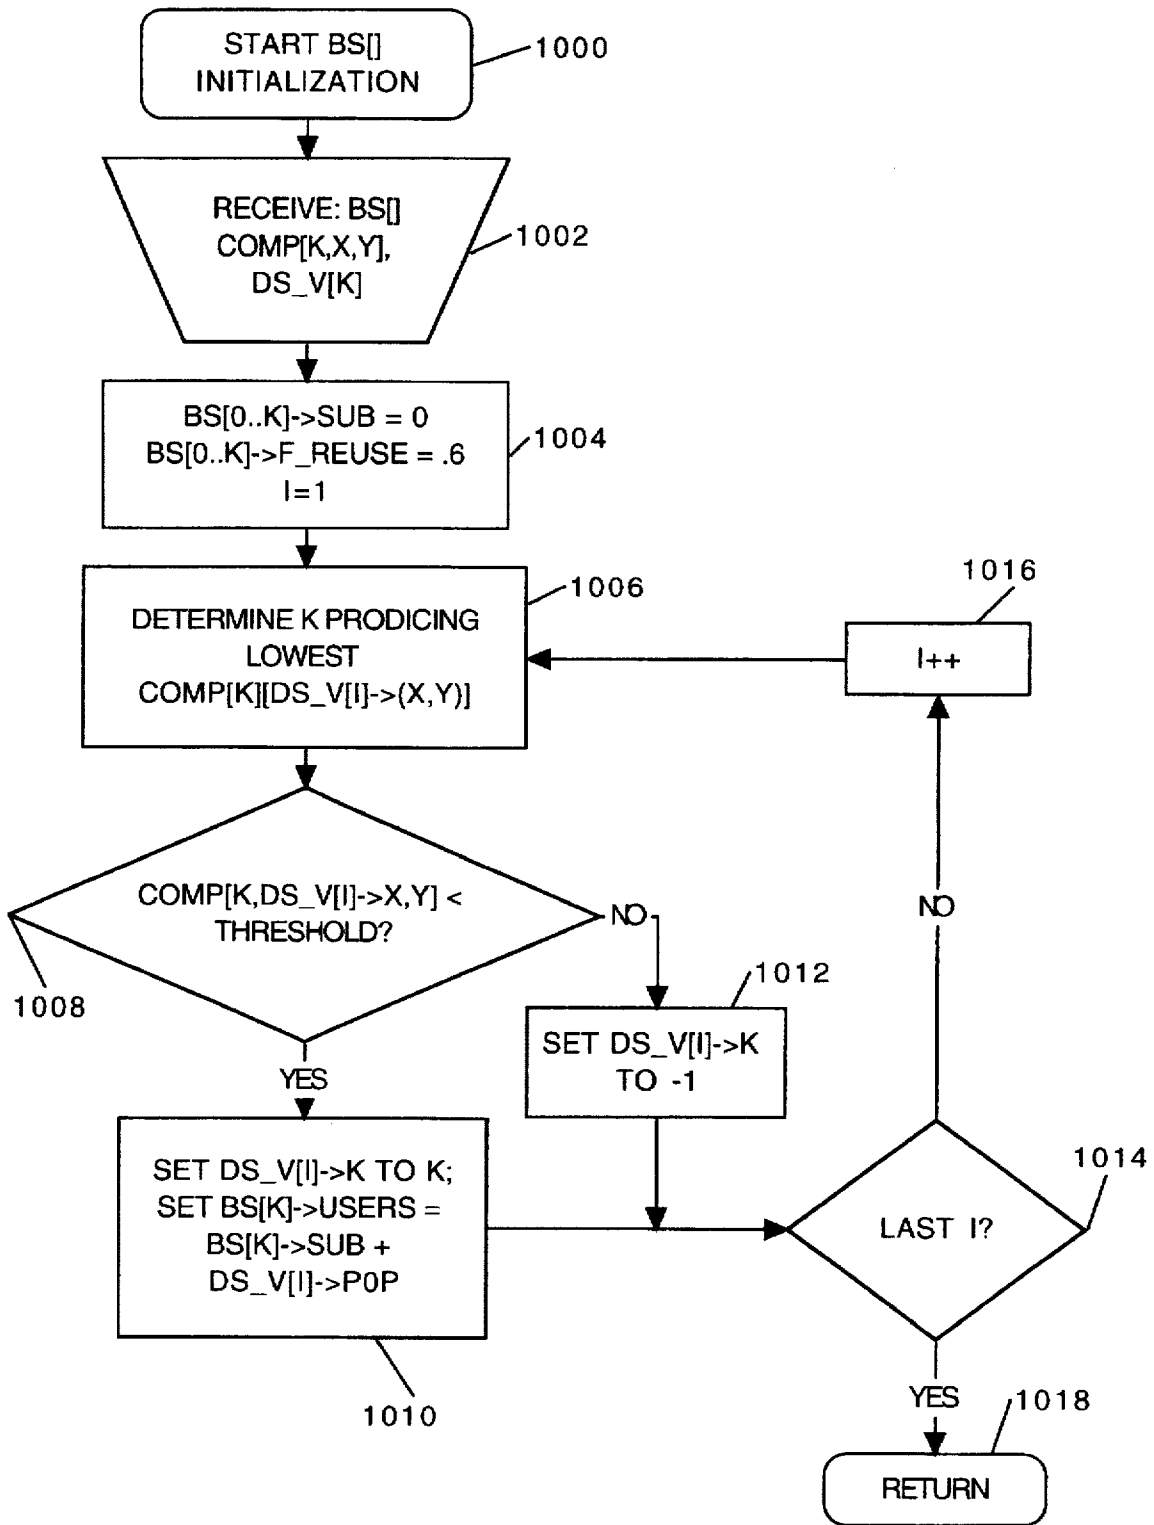 START BS[]
INITIALIZATION
1000
RECEIVE: BS[]
COMP[K,X,Y],
DS_V[K]
1002
BS[0..K]->SUB = 0
BS[0..K]->F_REUSE = .6
I=1
1004
DETERMINE K PRODICING
LOWEST
COMP[K][DS_V[I]->(X,Y)]
1006
1016
I++
COMP[K,DS_V[I]->X,Y] <
THRESHOLD?
1008
NO
NO
1012
SET DS_V[I]->K
TO -1
YES
SET DS_V[I]->K TO K;
SET BS[K]->USERS =
BS[K]->SUB +
DS_V[I]->P0P
1010
LAST I?
1014
YES
1018
RETURN